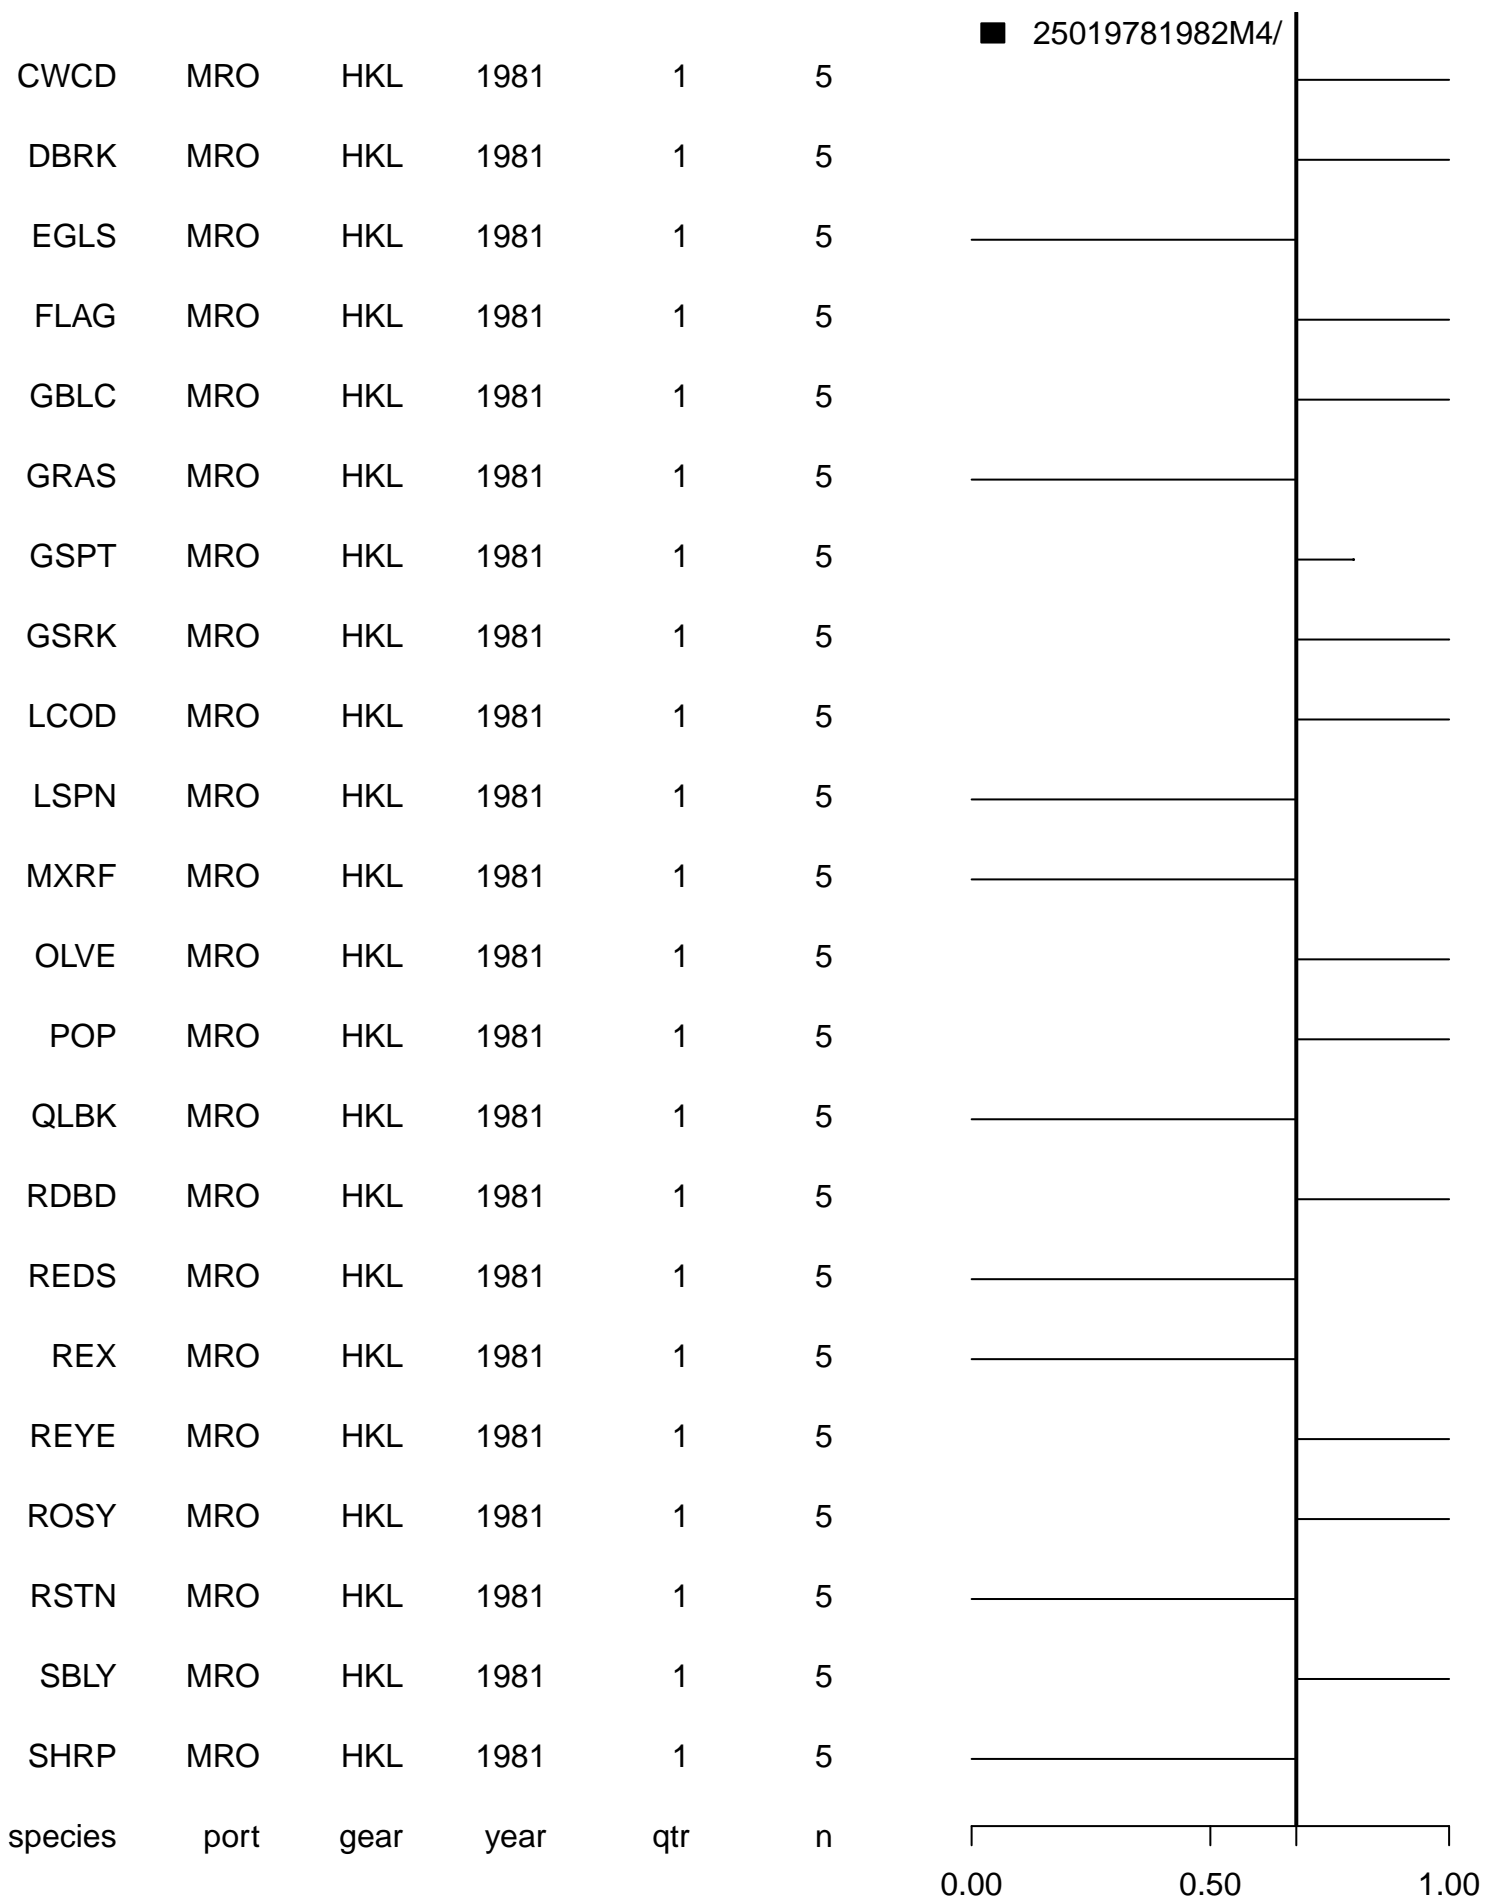 25019781982M4/
CWCD MRO HKL 1981 1 5
DBRK MRO HKL 1981 1 5
EGLS MRO HKL 1981 1 5
FLAG MRO HKL 1981 1 5
GBLC MRO HKL 1981 1 5
GRAS MRO HKL 1981 1 5
GSPT MRO HKL 1981 1 5
GSRK MRO HKL 1981 1 5
LCOD MRO HKL 1981 1 5
LSPN MRO HKL 1981 1 5
MXRF MRO HKL 1981 1 5
OLVE MRO HKL 1981 1 5
POP MRO HKL 1981 1 5
QLBK MRO HKL 1981 1 5
RDBD MRO HKL 1981 1 5
REDS MRO HKL 1981 1 5
REX MRO HKL 1981 1 5
REYE MRO HKL 1981 1 5
ROSY MRO HKL 1981 1 5
RSTN MRO HKL 1981 1 5
SBLY MRO HKL 1981 1 5
SHRP MRO HKL 1981 1 5
species port gear year qtr n
0.00 0.50 1.00